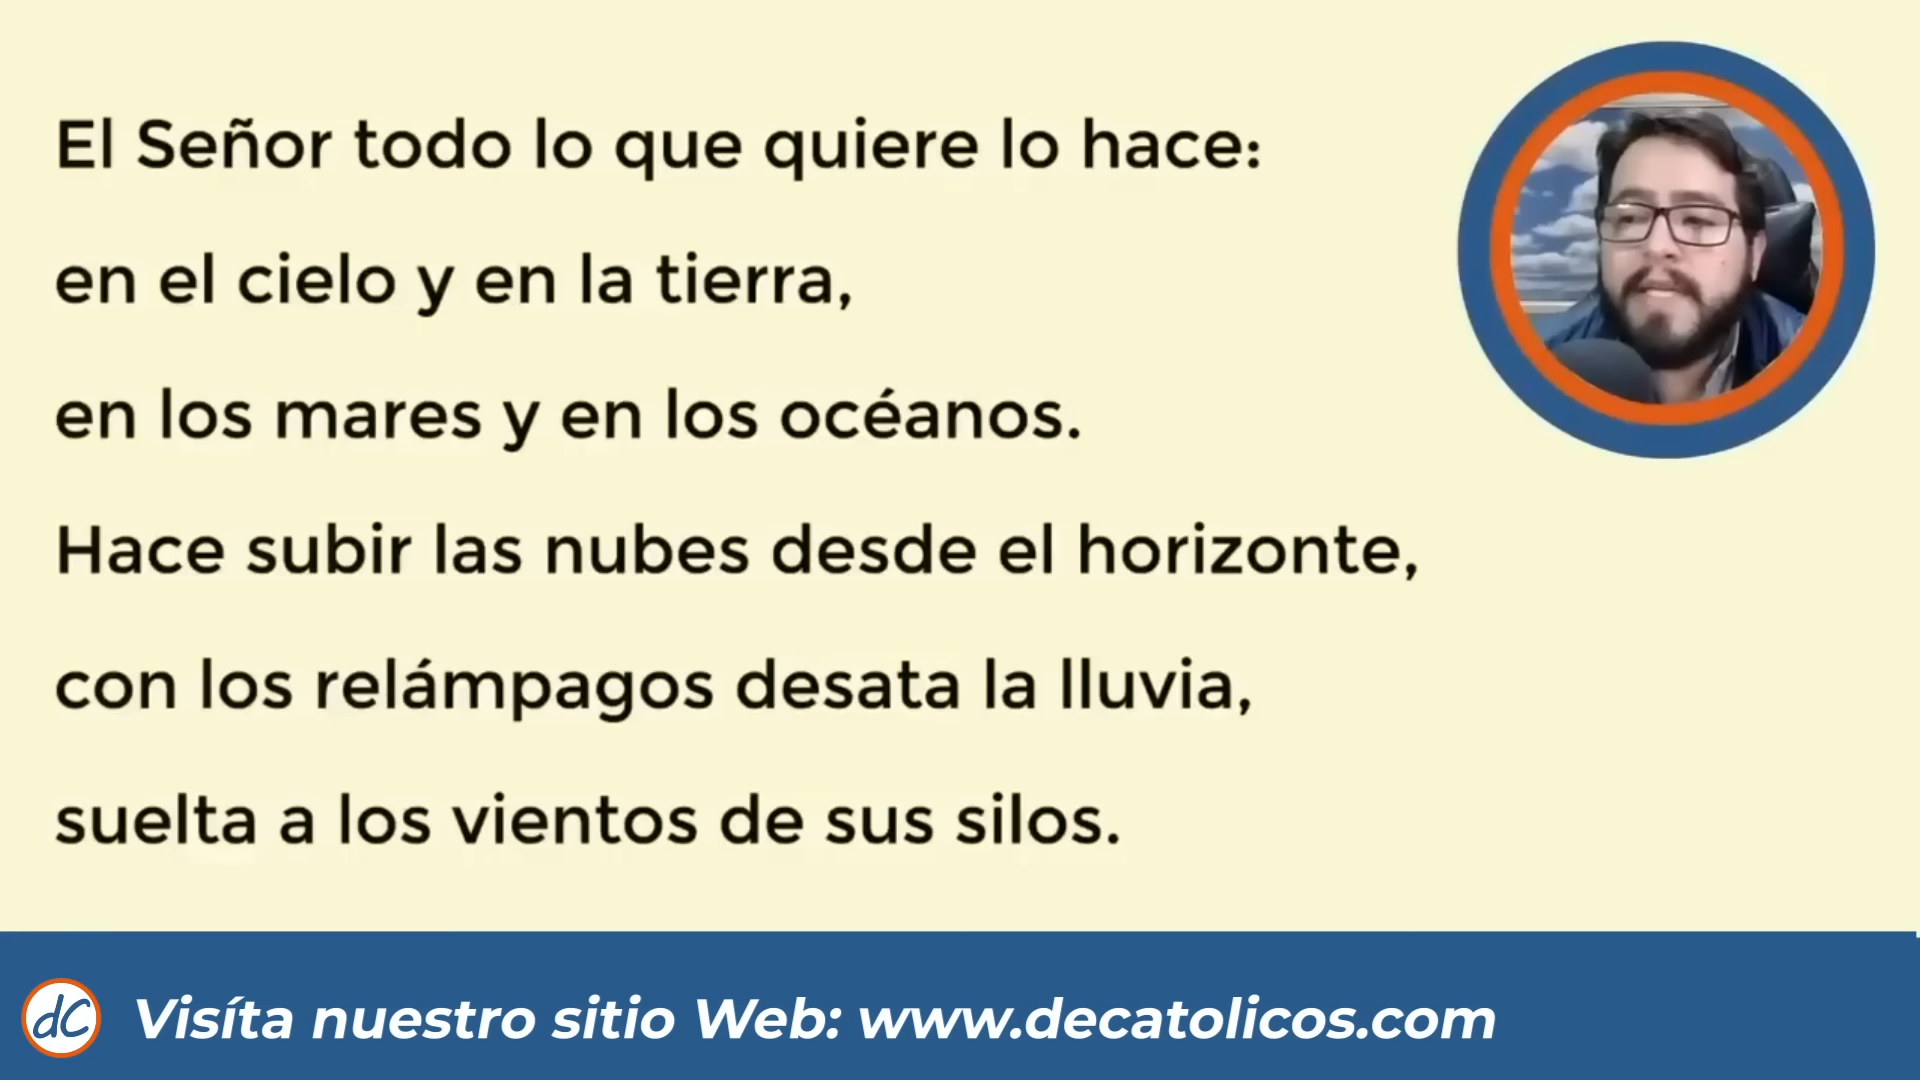 El Señor todo lo que quiere lo hace:
en el cielo y en la tierra,
en los mares y en los océanos.
Hace subir las nubes desde el horizonte,
con los relámpagos desata la lluvia,
suelta a los vientos de sus silos.
dC Visíta nuestro sitio Web: www.decatolicos.com